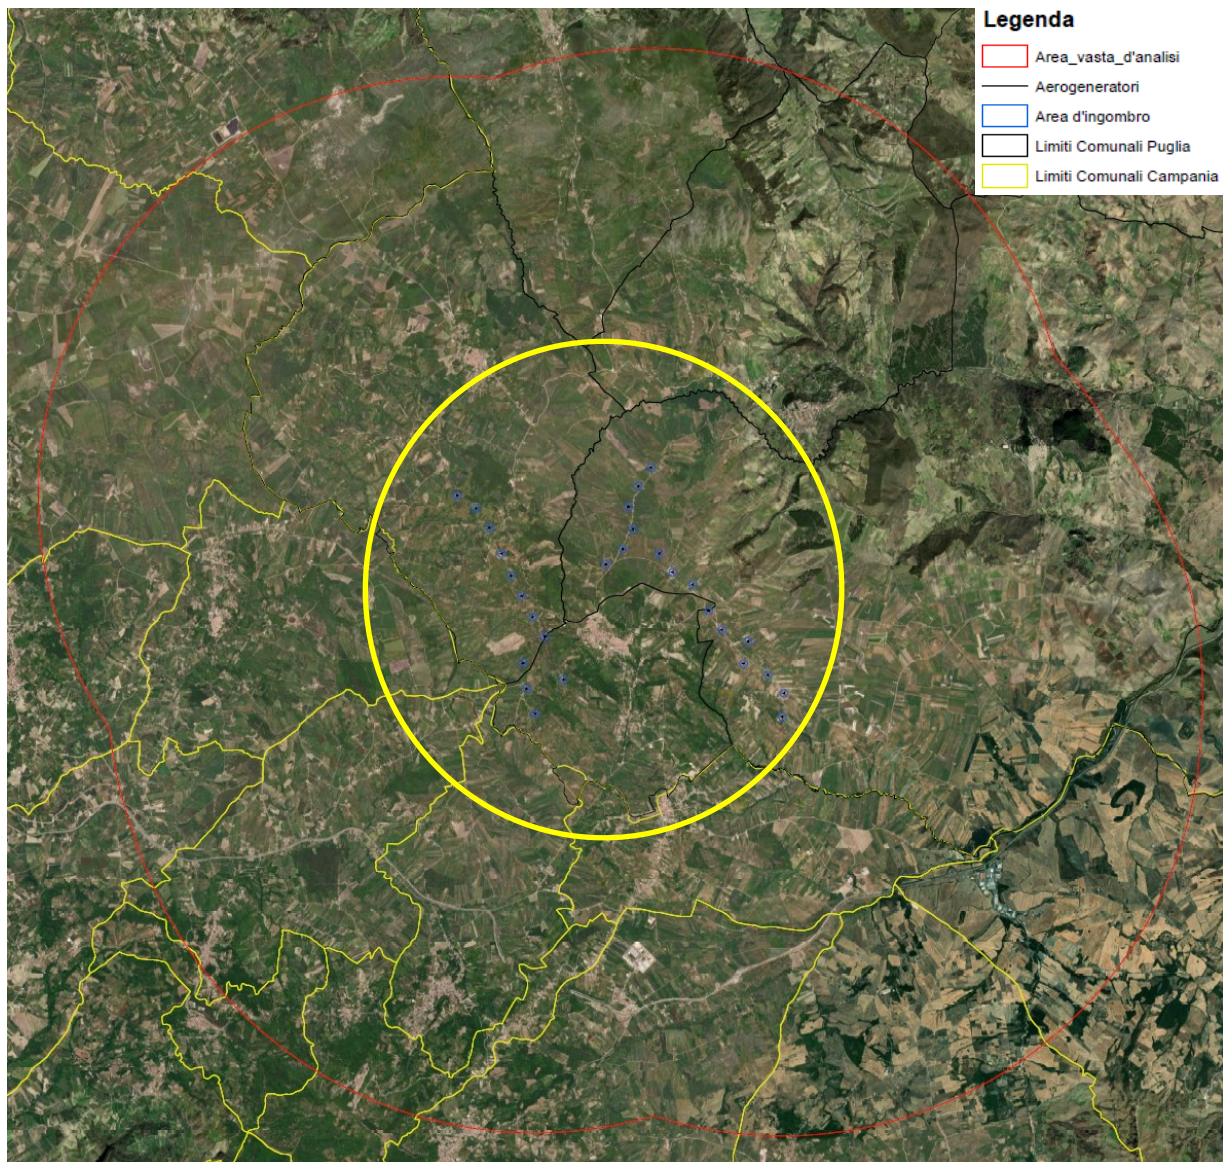 Legenda
Area_vasta_d'analisi
Aerogeneratori
Area d'ingombro
Limiti Comunali Puglia
Limiti Comunali Campania